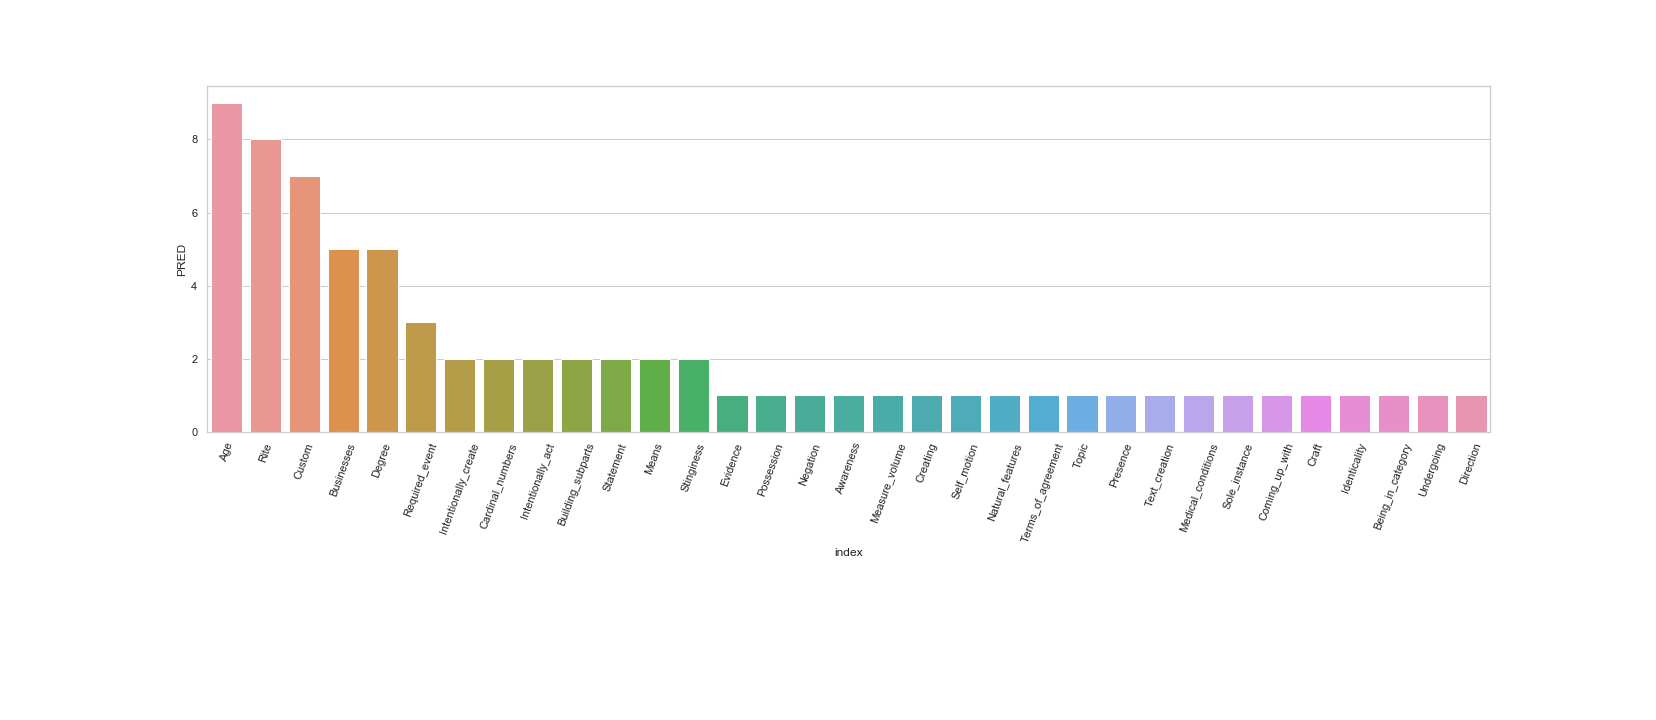 8
6
4
2
0
PRED
Age
Rite
Custom
Businesses
Degree
Required_event
Intentionally_create
Cardinal_numbers
Intentionally_act
Building_subparts
Statement
Means
Stinginess
Evidence
Possession
Negation
Awareness
Measure_volume
Creating
Self_motion
Natural_features
Terms_of_agreement
Topic
Presence
Text_creation
Medical_conditions
Sole_instance
Coming_up_with
Craft
Identicality
Being_in_category
Undergoing
Direction
index